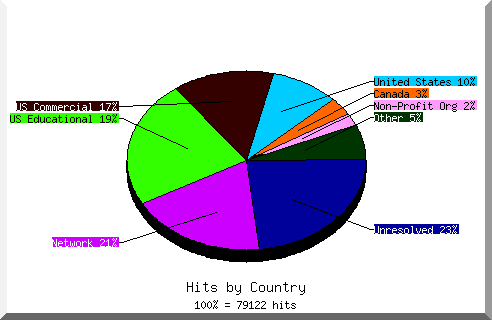 United States 10%
Canada 3%
Non-Profit Org 2%
Other 5%
US Commercial 17%
US Educational 19%
Network 21%
Unresolved 23%
Hits by Country
100% = 79122 hits